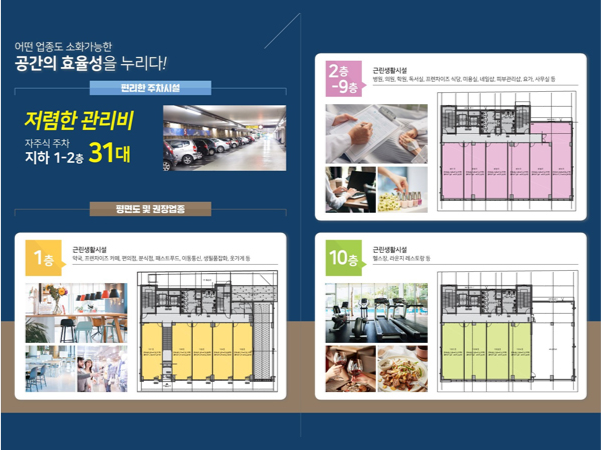 어떤 업종도 소화가능한
공간의 효율성을 누리다!
편리한 주차시설
저렴한 관리비
자주식 주차
지하 1-2층 31대
평면도 및 권장업종
1층
근린생활시설
약국, 프랜차이즈 카페, 편의점, 분식점, 패스트푸드, 이동통신, 생필품잡화, 옷가게 등
2층
-9층
근린생활시설
병원, 의원, 학원, 독서실, 프랜차이즈 식당, 미용실, 네일샵, 피부관리샵, 요가, 사무실 등
10층
근린생활시설
헬스장, 라운지 레스토랑 등